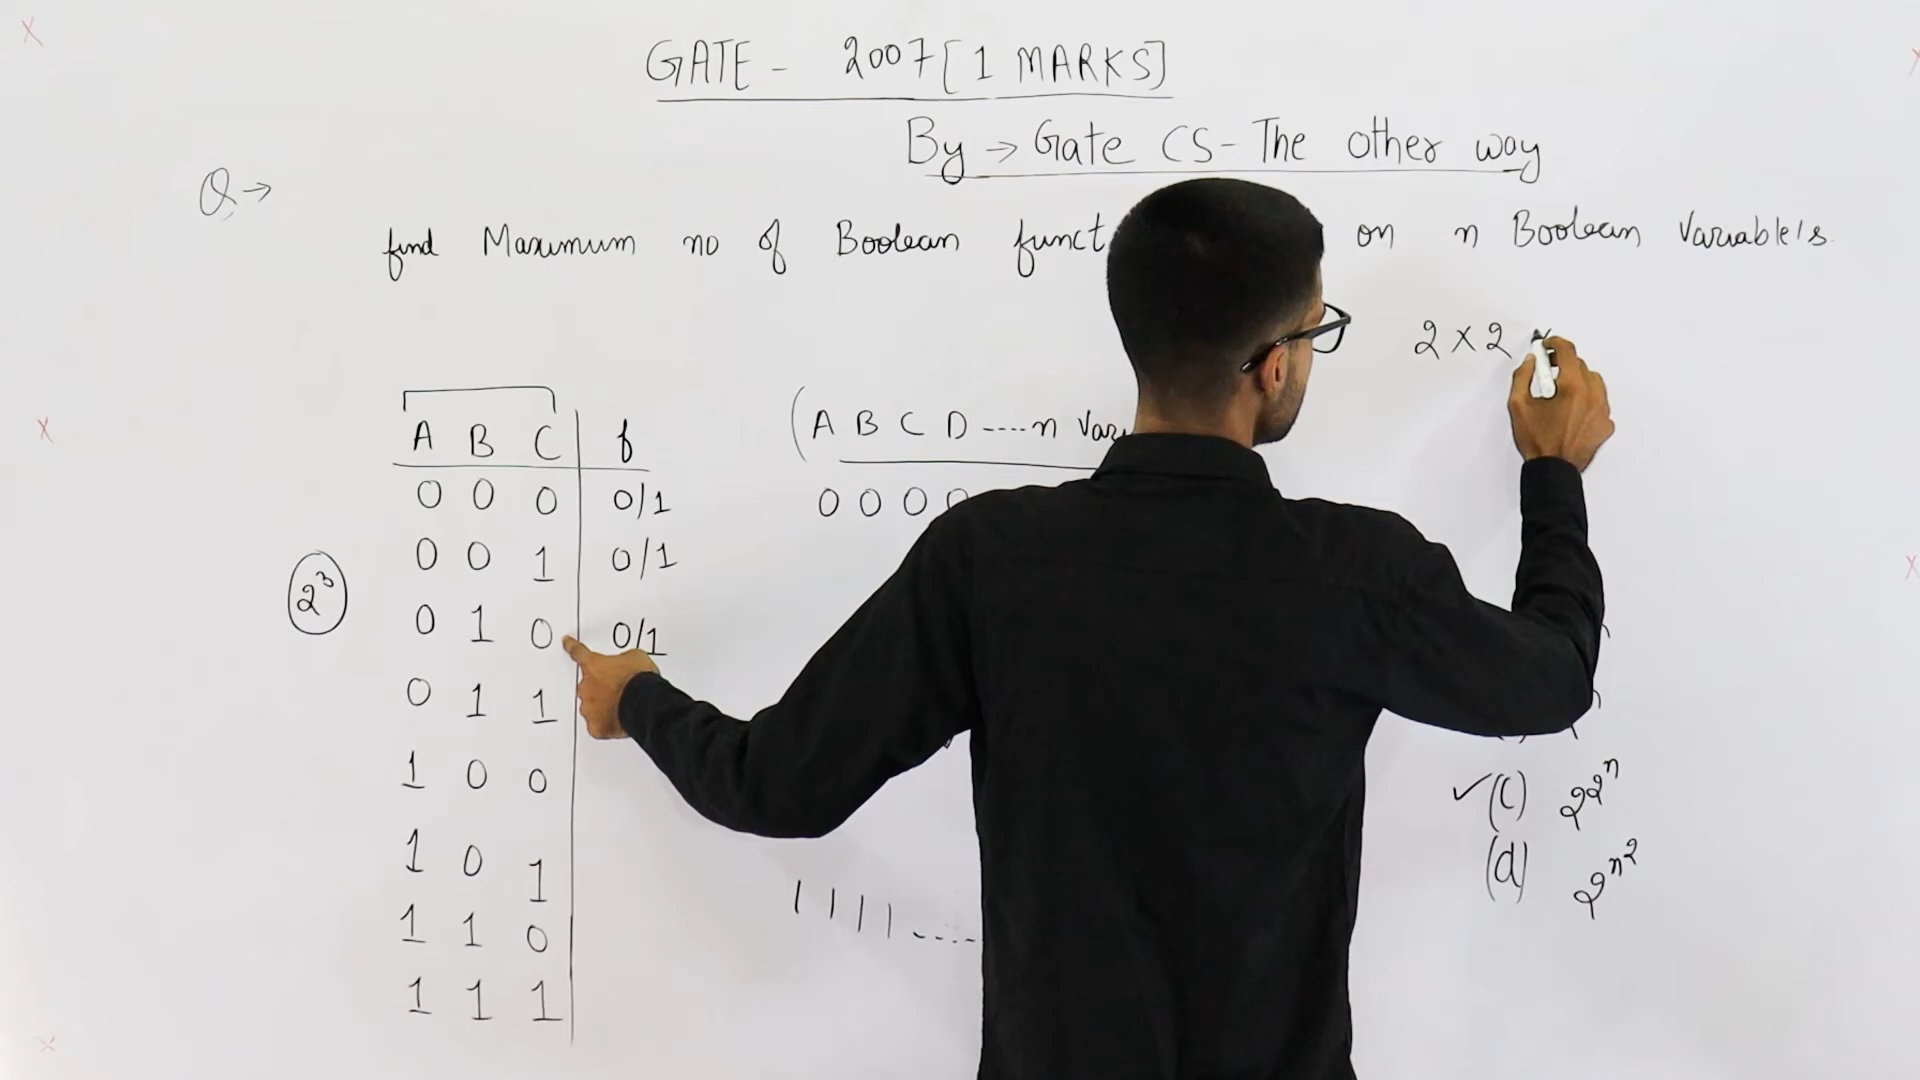 GATE - 2007 [1 MARKS]
By → Gate CS - The other way
Q →
find Maximum no of Boolean funct on n Boolean Variable/s
2 × 2
A B C f
0 0 0 0/1
0 0 1 0/1
0 1 0 0/1
0 1 1
1 0 0
1 0 1
1 1 0
1 1 1
2³
(A B C D ----n Var
0 0 0 0
1 1 1 1 ----
✓(C) 2^2^n
(d) 2^n^2